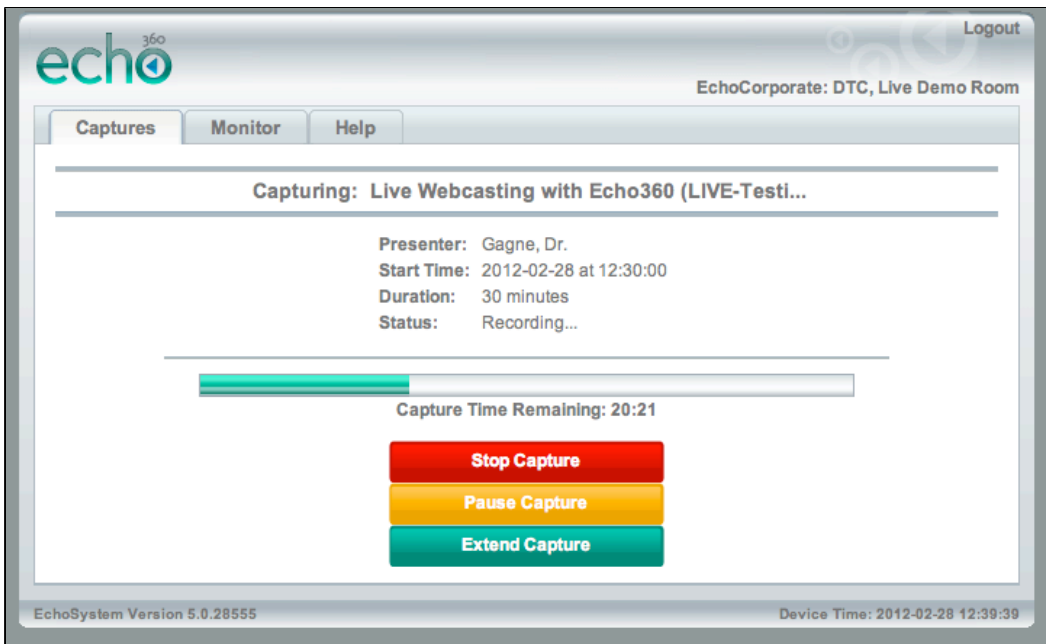 Logout
echo360
EchoCorporate: DTC, Live Demo Room
Captures Monitor Help
Capturing: Live Webcasting with Echo360 (LIVE-Testi...
Presenter: Gagne, Dr.
Start Time: 2012-02-28 at 12:30:00
Duration: 30 minutes
Status: Recording...
Capture Time Remaining: 20:21
Stop Capture
Pause Capture
Extend Capture
EchoSystem Version 5.0.28555 Device Time: 2012-02-28 12:39:39